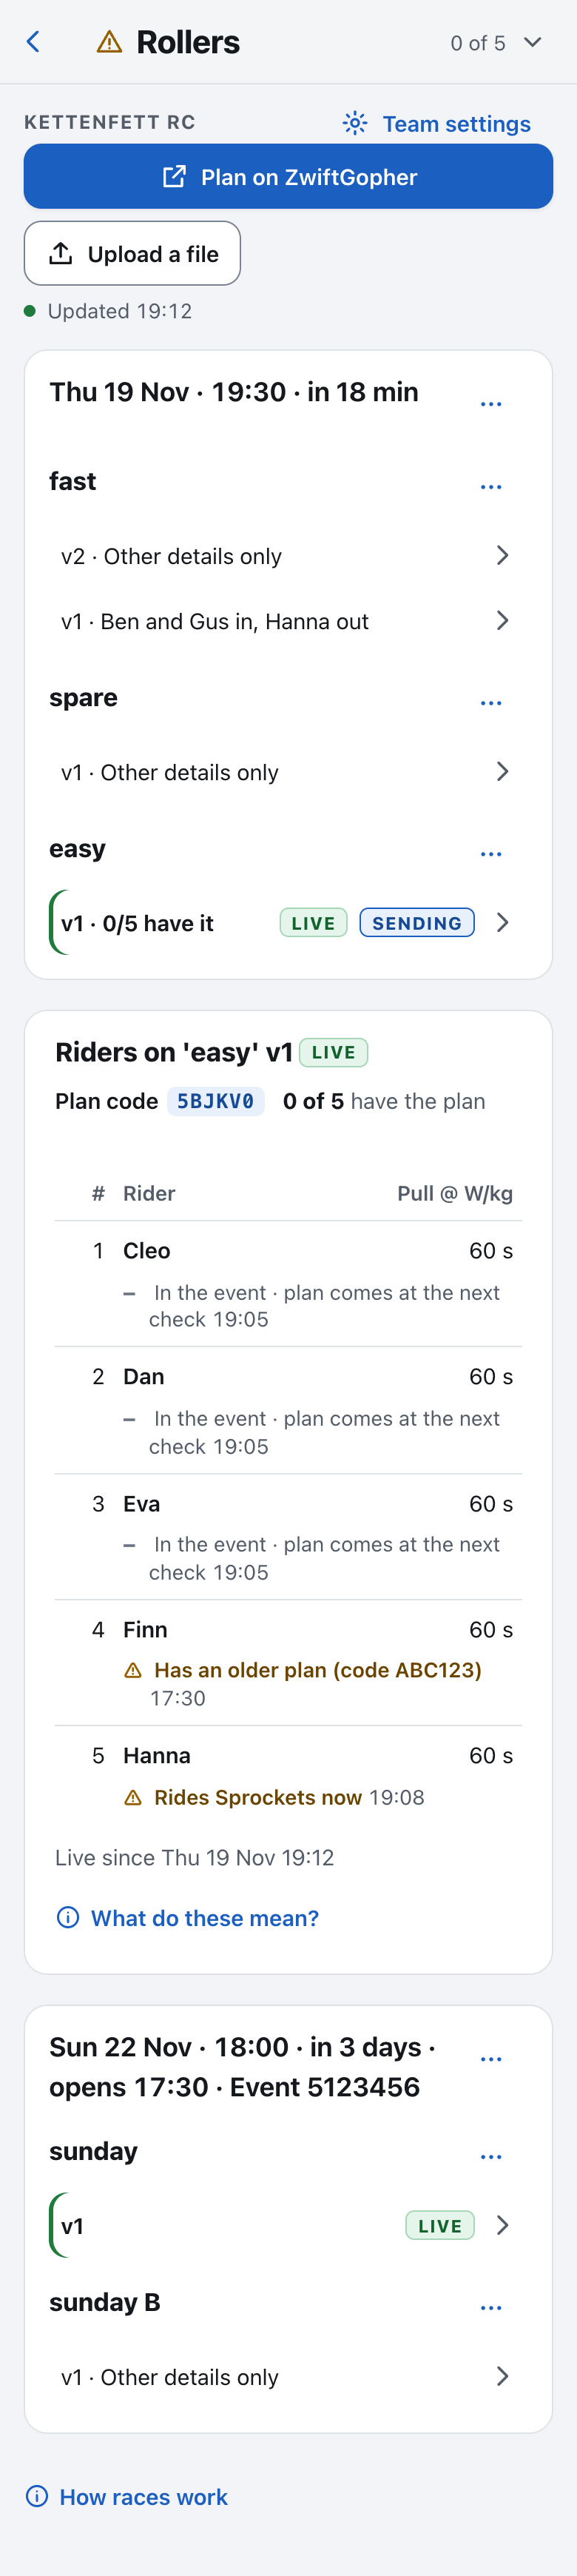 Rollers
0 of 5
KETTENFETT RC
Team settings
Plan on ZwiftGopher
Upload a file
Updated 19:12
Thu 19 Nov · 19:30 · in 18 min
...
fast
...
v2 · Other details only
v1 · Ben and Gus in, Hanna out
spare
...
v1 · Other details only
easy
...
v1 · 0/5 have it LIVE SENDING
Riders on 'easy' v1 LIVE
Plan code 5BJKV0 0 of 5 have the plan
# Rider Pull @ W/kg
1 Cleo 60 s
– In the event · plan comes at the next
check 19:05
2 Dan 60 s
– In the event · plan comes at the next
check 19:05
3 Eva 60 s
– In the event · plan comes at the next
check 19:05
4 Finn 60 s
Has an older plan (code ABC123)
17:30
5 Hanna 60 s
Rides Sprockets now 19:08
Live since Thu 19 Nov 19:12
What do these mean?
Sun 22 Nov · 18:00 · in 3 days ·
opens 17:30 · Event 5123456
...
sunday
...
v1 LIVE
sunday B
...
v1 · Other details only
How races work